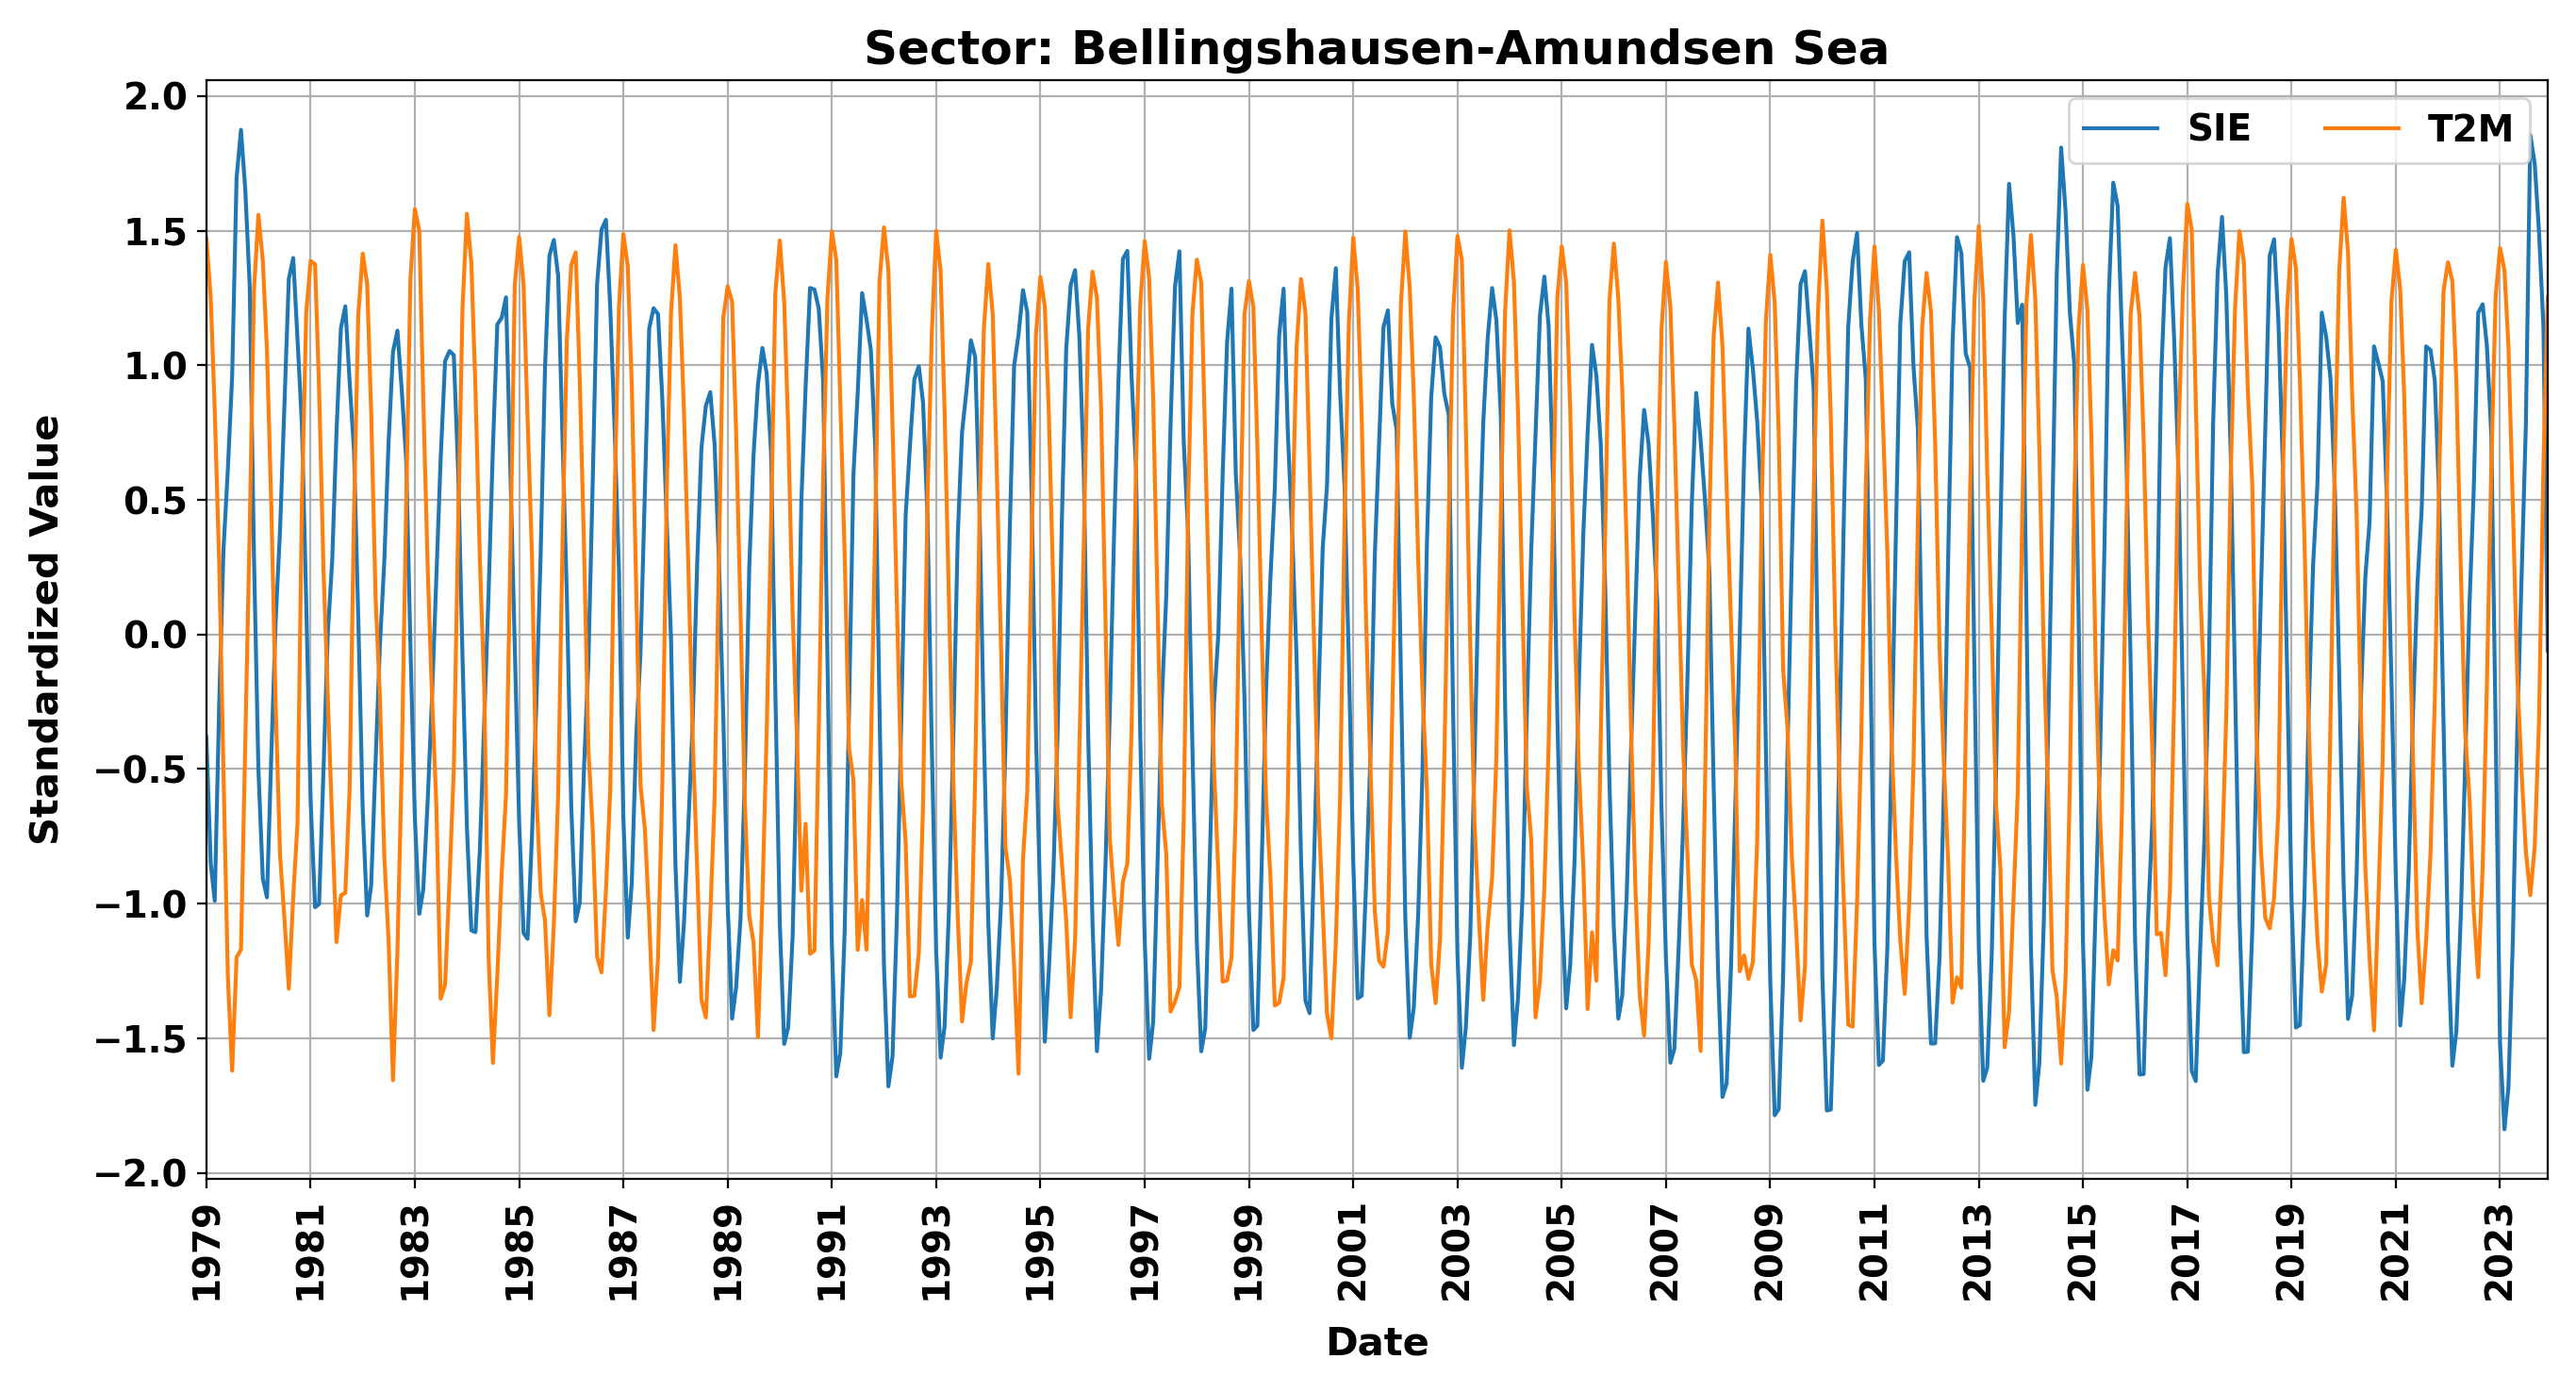 Sector: Bellingshausen-Amundsen Sea
SIE T2M
Standardized Value
2.0
1.5
1.0
0.5
0.0
−0.5
−1.0
−1.5
−2.0
1979 1981 1983 1985 1987 1989 1991 1993 1995 1997 1999 2001 2003 2005 2007 2009 2011 2013 2015 2017 2019 2021 2023
Date